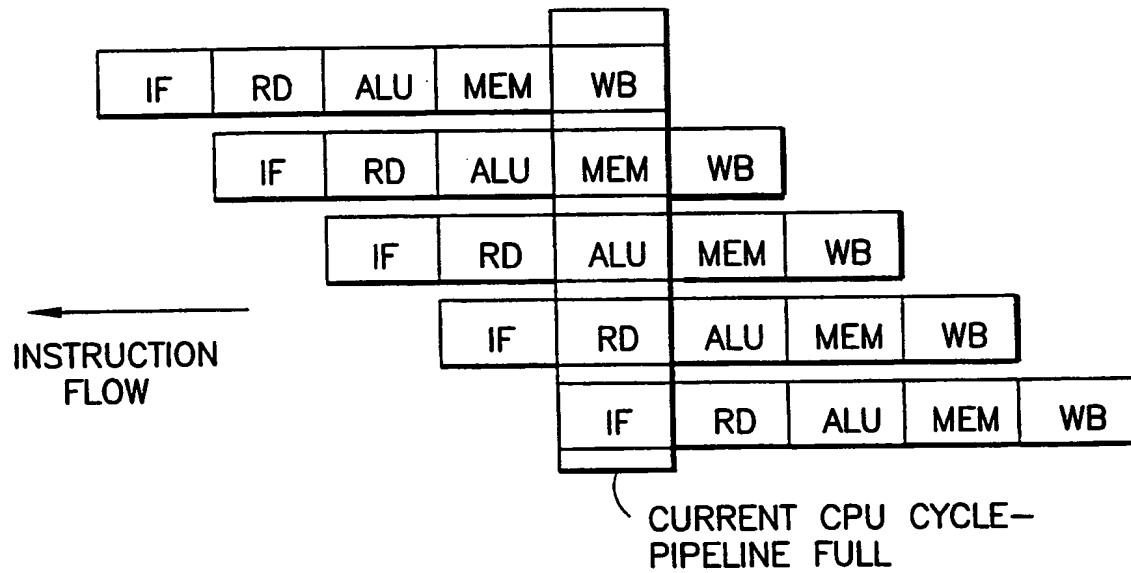 IF RD ALU MEM WB
IF RD ALU MEM WB
IF RD ALU MEM WB
IF RD ALU MEM WB
IF RD ALU MEM WB
INSTRUCTION
FLOW
CURRENT CPU CYCLE-
PIPELINE FULL